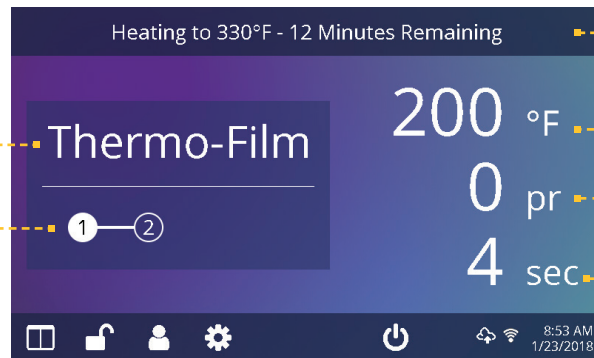 Heating to 330°F - 12 Minutes Remaining
Thermo-Film
1 2
200 °F
0 pr
4 sec
8:53 AM
1/23/2018